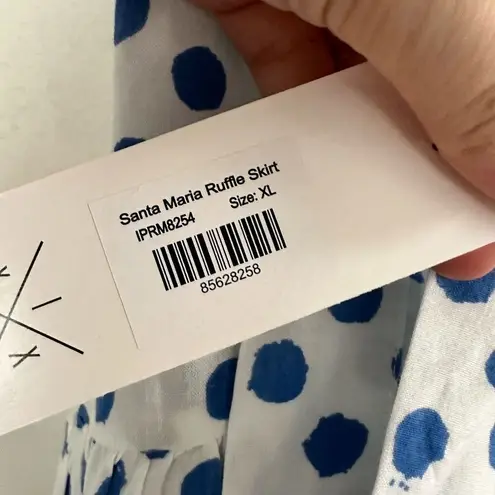 Santa Maria Ruffle Skirt
IPRM8254 Size: XL
85628258